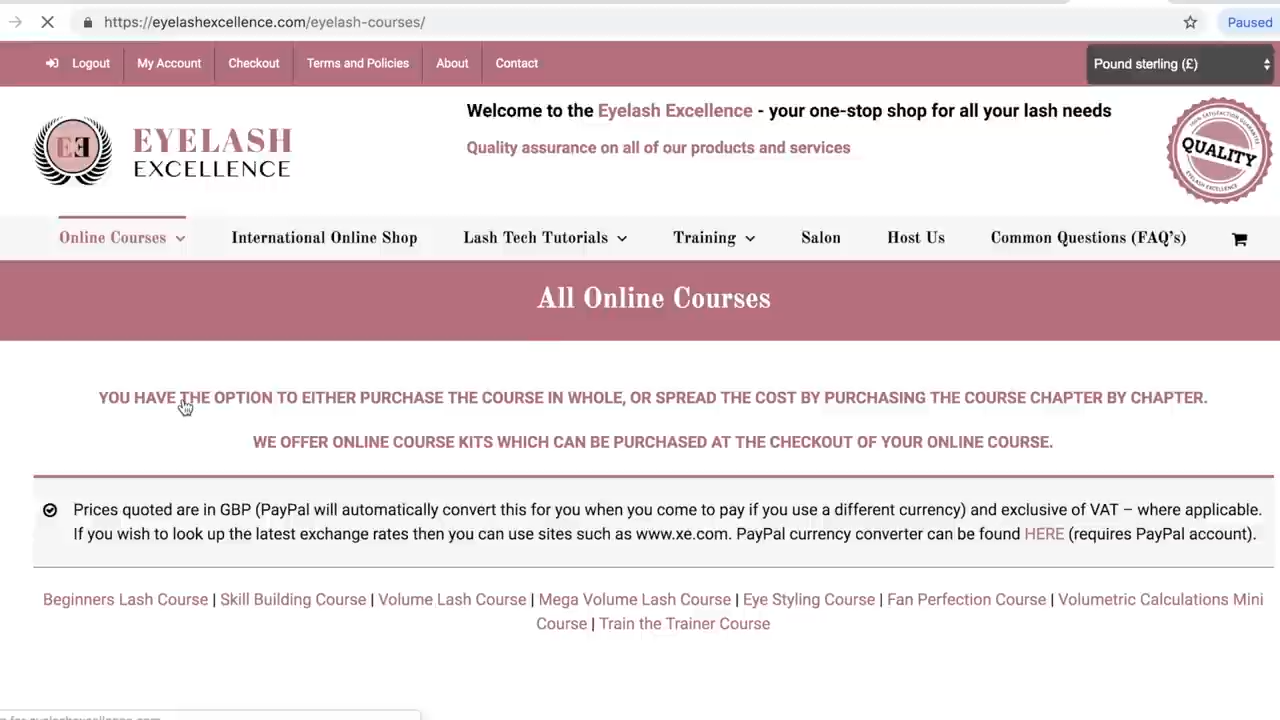 https://eyelashexcellence.com/eyelash-courses/
Paused
Logout
My Account
Checkout
Terms and Policies
About
Contact
Pound sterling (£)
EE
EYELASH
EXCELLENCE
Welcome to the Eyelash Excellence - your one-stop shop for all your lash needs
Quality assurance on all of our products and services
100% SATISFACTION GUARANTEE
QUALITY
EYELASH EXCELLENCE
Online Courses
International Online Shop
Lash Tech Tutorials
Training
Salon
Host Us
Common Questions (FAQ's)
All Online Courses
YOU HAVE THE OPTION TO EITHER PURCHASE THE COURSE IN WHOLE, OR SPREAD THE COST BY PURCHASING THE COURSE CHAPTER BY CHAPTER.
WE OFFER ONLINE COURSE KITS WHICH CAN BE PURCHASED AT THE CHECKOUT OF YOUR ONLINE COURSE.
Prices quoted are in GBP (PayPal will automatically convert this for you when you come to pay if you use a different currency) and exclusive of VAT – where applicable.
If you wish to look up the latest exchange rates then you can use sites such as www.xe.com. PayPal currency converter can be found HERE (requires PayPal account).
Beginners Lash Course | Skill Building Course | Volume Lash Course | Mega Volume Lash Course | Eye Styling Course | Fan Perfection Course | Volumetric Calculations Mini
Course | Train the Trainer Course